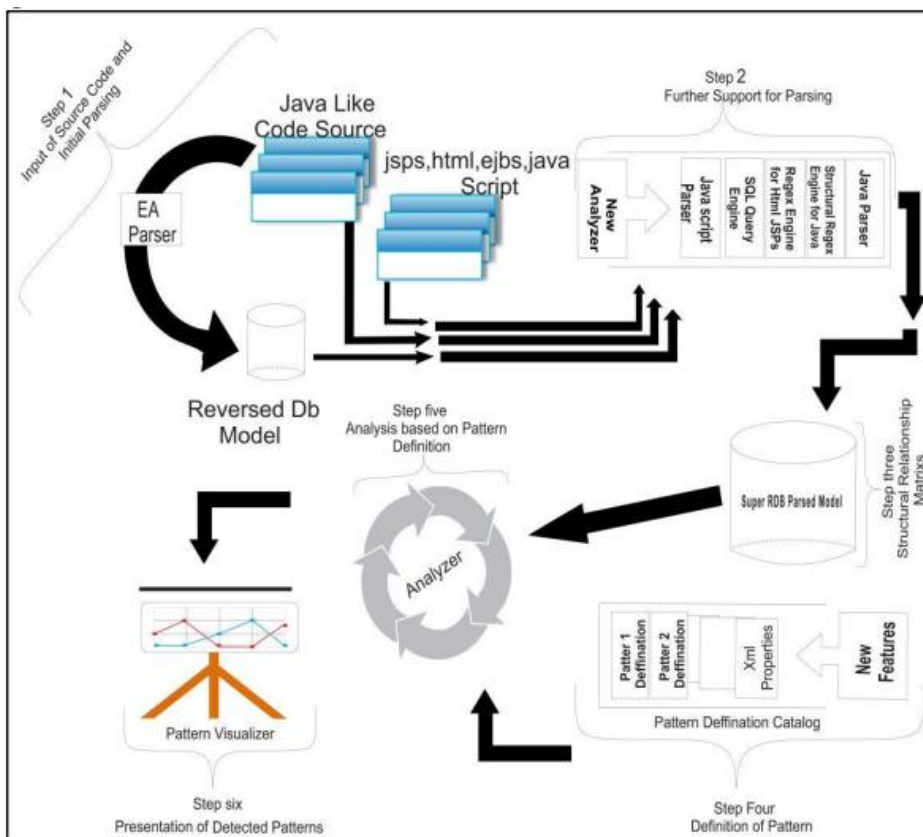 Step 1
Input of Source Code and
Initial Parsing
Java Like
Code Source
jsps,html,ejbs,java
Script
EA
Parser
Reversed Db
Model
Step 2
Further Support for Parsing
New
Analyzer
Java script
Parser
SQL Query
Engine
Regex Engine
for Html JSPs
Structural Regex
Engine for Java
Java Parser
Super RDB Parsed Model
Step three
Structural Relationship
Matrixs
Step five
Analysis based on Pattern
Definition
Analyzer
Patter 1
Deffination
Patter 2
Deffination
Xml
Properties
New
Features
Pattern Deffination Catalog
Step Four
Definition of Pattern
Pattern Visualizer
Step six
Presentation of Detected Patterns